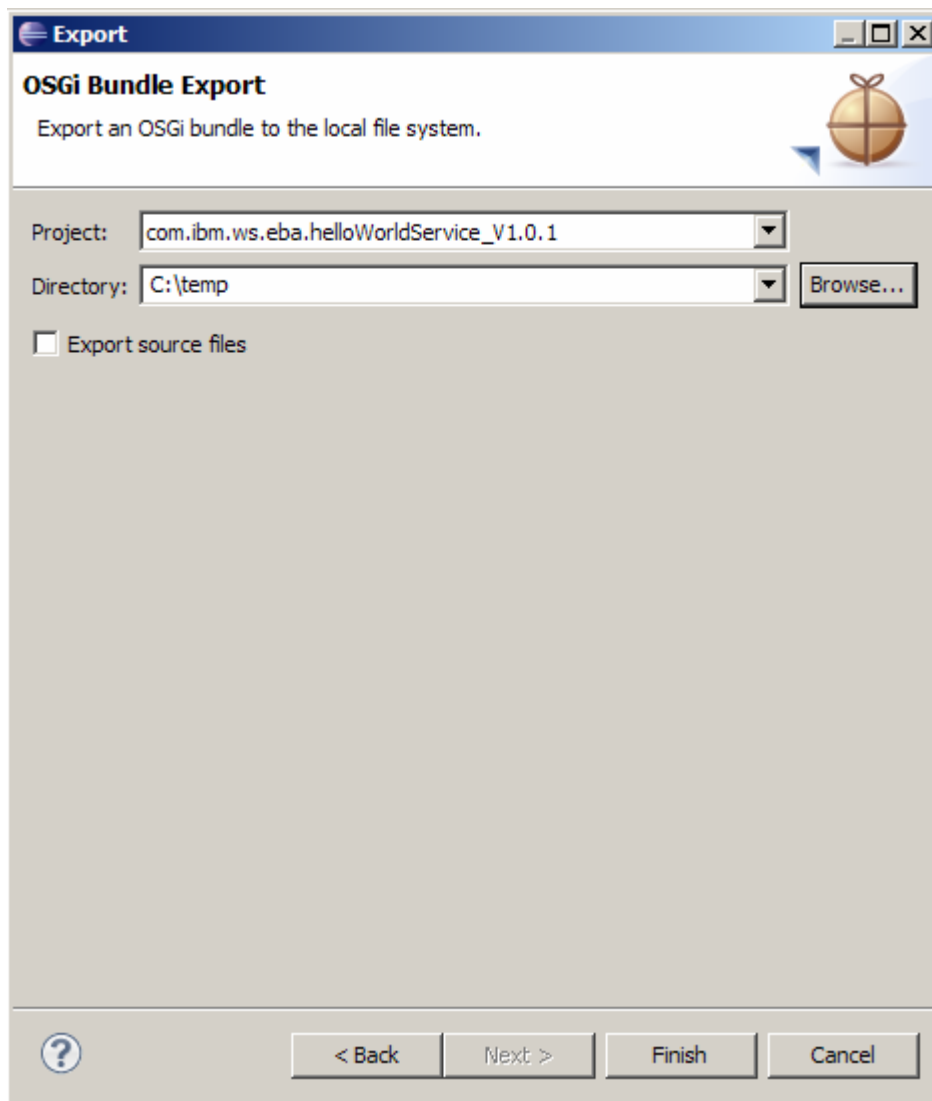 Export
OSGi Bundle Export
Export an OSGi bundle to the local file system.
Project: com.ibm.ws.eba.helloWorldService_V1.0.1
Directory: C:\temp Browse...
Export source files
? < Back Next > Finish Cancel